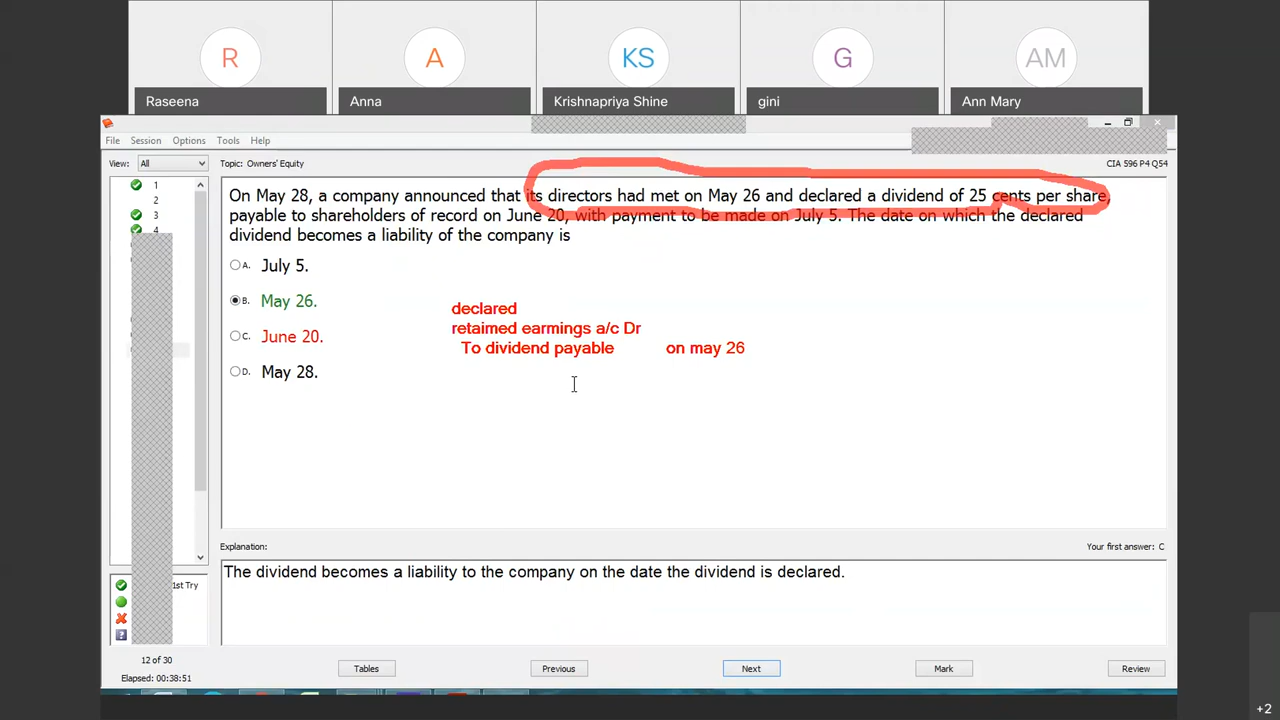 R A KS G AM
Raseena Anna Krishnapriya Shine gini Ann Mary
File Session Options Tools Help
View: All Topic: Owners' Equity CIA 596 P4 Q54
1
2
3
4
On May 28, a company announced that its directors had met on May 26 and declared a dividend of 25 cents per share,
payable to shareholders of record on June 20, with payment to be made on July 5. The date on which the declared
dividend becomes a liability of the company is
A. July 5.
B. May 26.
C. June 20.
D. May 28.
declared
retaimed earnings a/c Dr
To dividend payable on may 26
Explanation: Your first answer: C
The dividend becomes a liability to the company on the date the dividend is declared.
1st Try
12 of 30
Elapsed: 00:38:51
Tables Previous Next Mark Review
+2